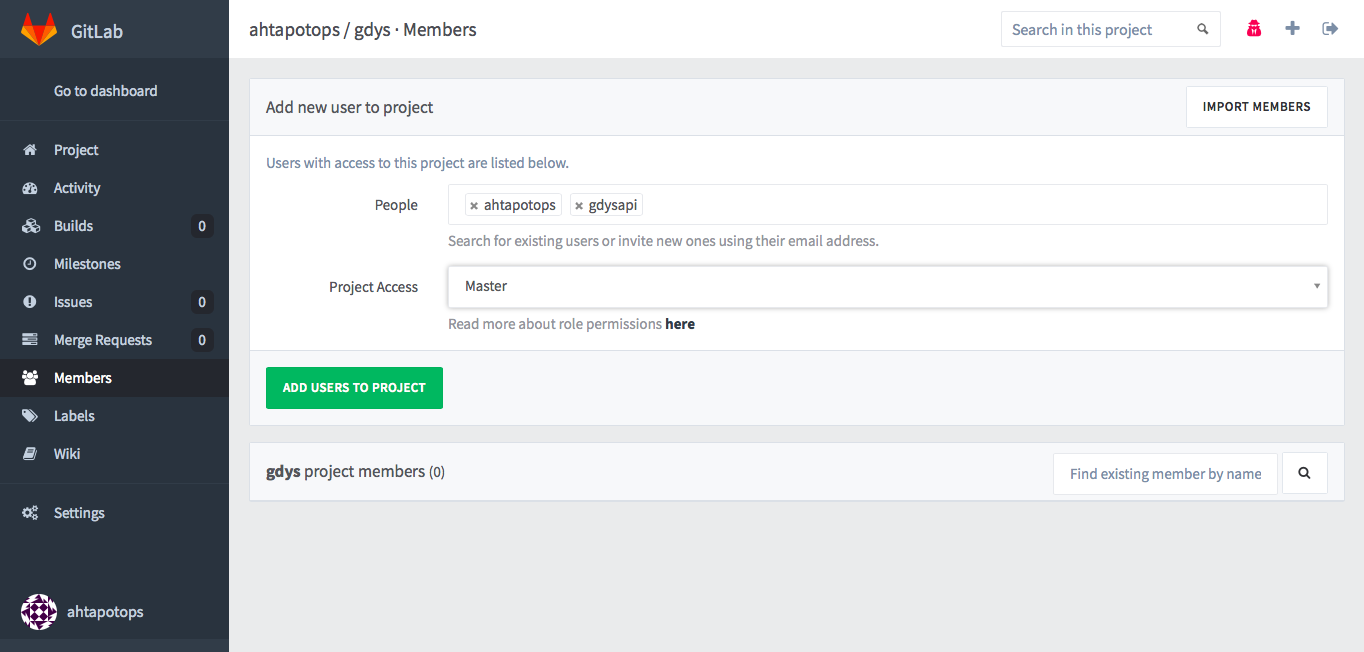 GitLab
ahtapotops / gdys · Members
Search in this project
Go to dashboard
Project
Activity
Builds 0
Milestones
Issues 0
Merge Requests 0
Members
Labels
Wiki
Settings
ahtapotops
Add new user to project
IMPORT MEMBERS
Users with access to this project are listed below.
People
× ahtapotops × gdysapi
Search for existing users or invite new ones using their email address.
Project Access
Master
Read more about role permissions here
ADD USERS TO PROJECT
gdys project members (0)
Find existing member by name